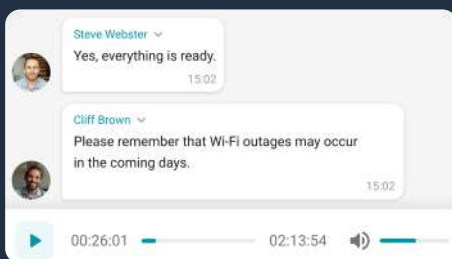 Steve Webster
Yes, everything is ready.
15:02
Cliff Brown
Please remember that Wi-Fi outages may occur
in the coming days.
15:02
00:26:01 02:13:54